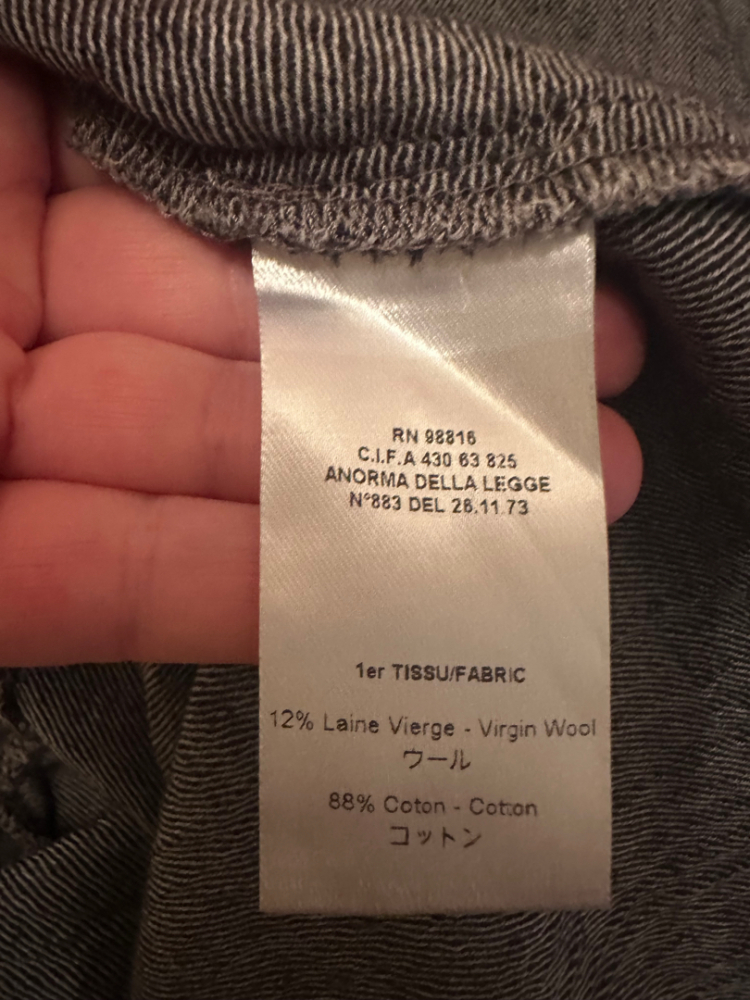 RN 98816
C.I.F.A 430 63 825
ANORMA DELLA LEGGE
N°883 DEL 26.11.73
1er TISSU/FABRIC
12% Laine Vierge - Virgin Wool
ウール
88% Coton - Cotton
コットン